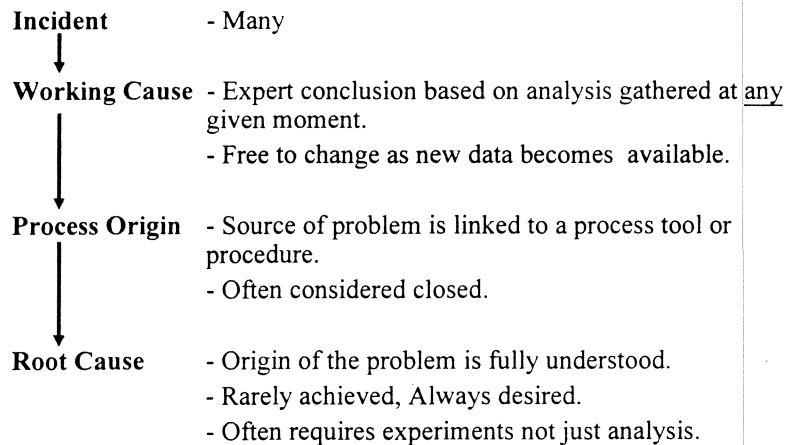 Incident - Many
Working Cause - Expert conclusion based on analysis gathered at any
given moment.
- Free to change as new data becomes available.
Process Origin - Source of problem is linked to a process tool or
procedure.
- Often considered closed.
Root Cause - Origin of the problem is fully understood.
- Rarely achieved, Always desired.
- Often requires experiments not just analysis.